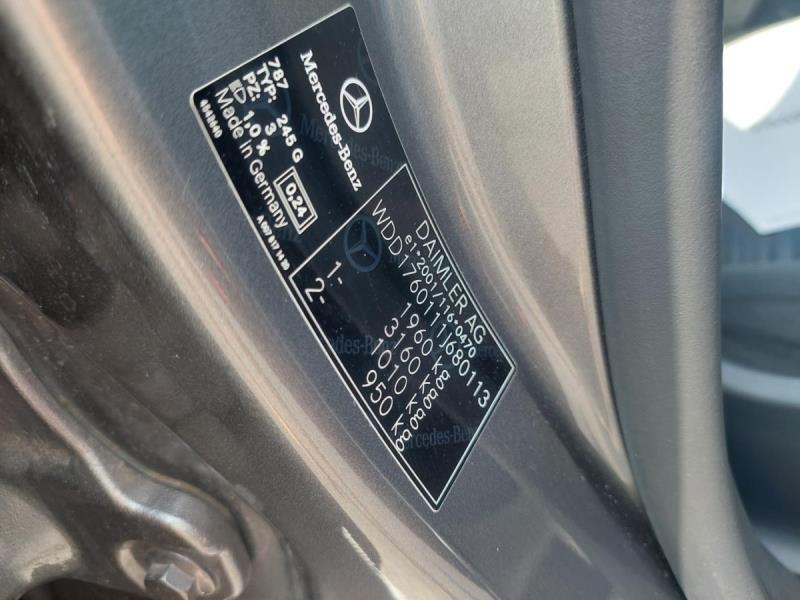 Mercedes-Benz
787
TYP: 245 G
PZ: 3 0,24
1,0 %
Made in Germany
DAIMLER AG
e1*2001/116*0470
WDD1760111J680113
1960 Kg
3160 Kg
1- 1010 Kg
2- 950 Kg